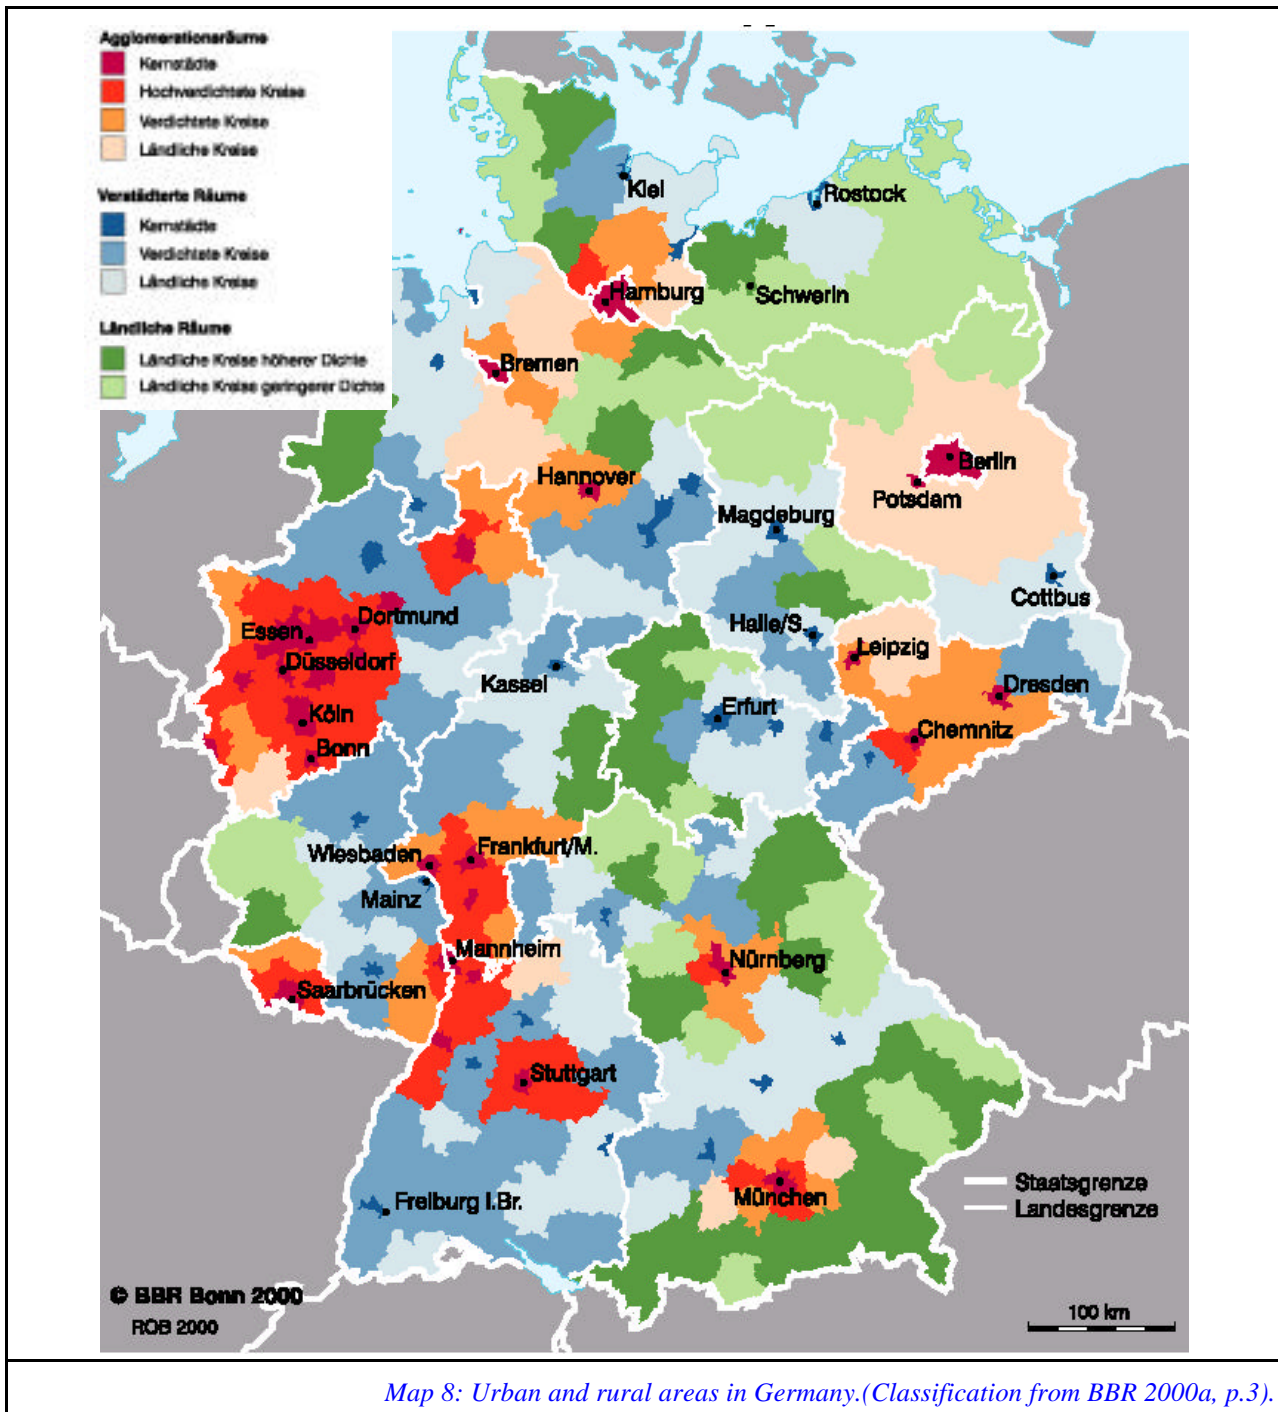 Agglomerationsräume
Kernstädte
Hochverdichtete Kreise
Verdichtete Kreise
Ländliche Kreise
Verstädterte Räume
Kernstädte
Verdichtete Kreise
Ländliche Kreise
Ländliche Räume
Ländliche Kreise höherer Dichte
Ländliche Kreise geringerer Dichte
Kiel
Rostock
Hamburg
Schwerin
Bremen
Berlin
Hannover
Potsdam
Magdeburg
Cottbus
Dortmund
Essen
Halle/S.
Leipzig
Düsseldorf
Kassel
Dresden
Köln
Erfurt
Chemnitz
Bonn
Wiesbaden
Frankfurt/M.
Mainz
Mannheim
Nürnberg
Saarbrücken
Stuttgart
München
Freiburg i.Br.
Staatsgrenze
Landesgrenze
© BBR Bonn 2000
ROB 2000
100 km
Map 8: Urban and rural areas in Germany.(Classification from BBR 2000a, p.3).